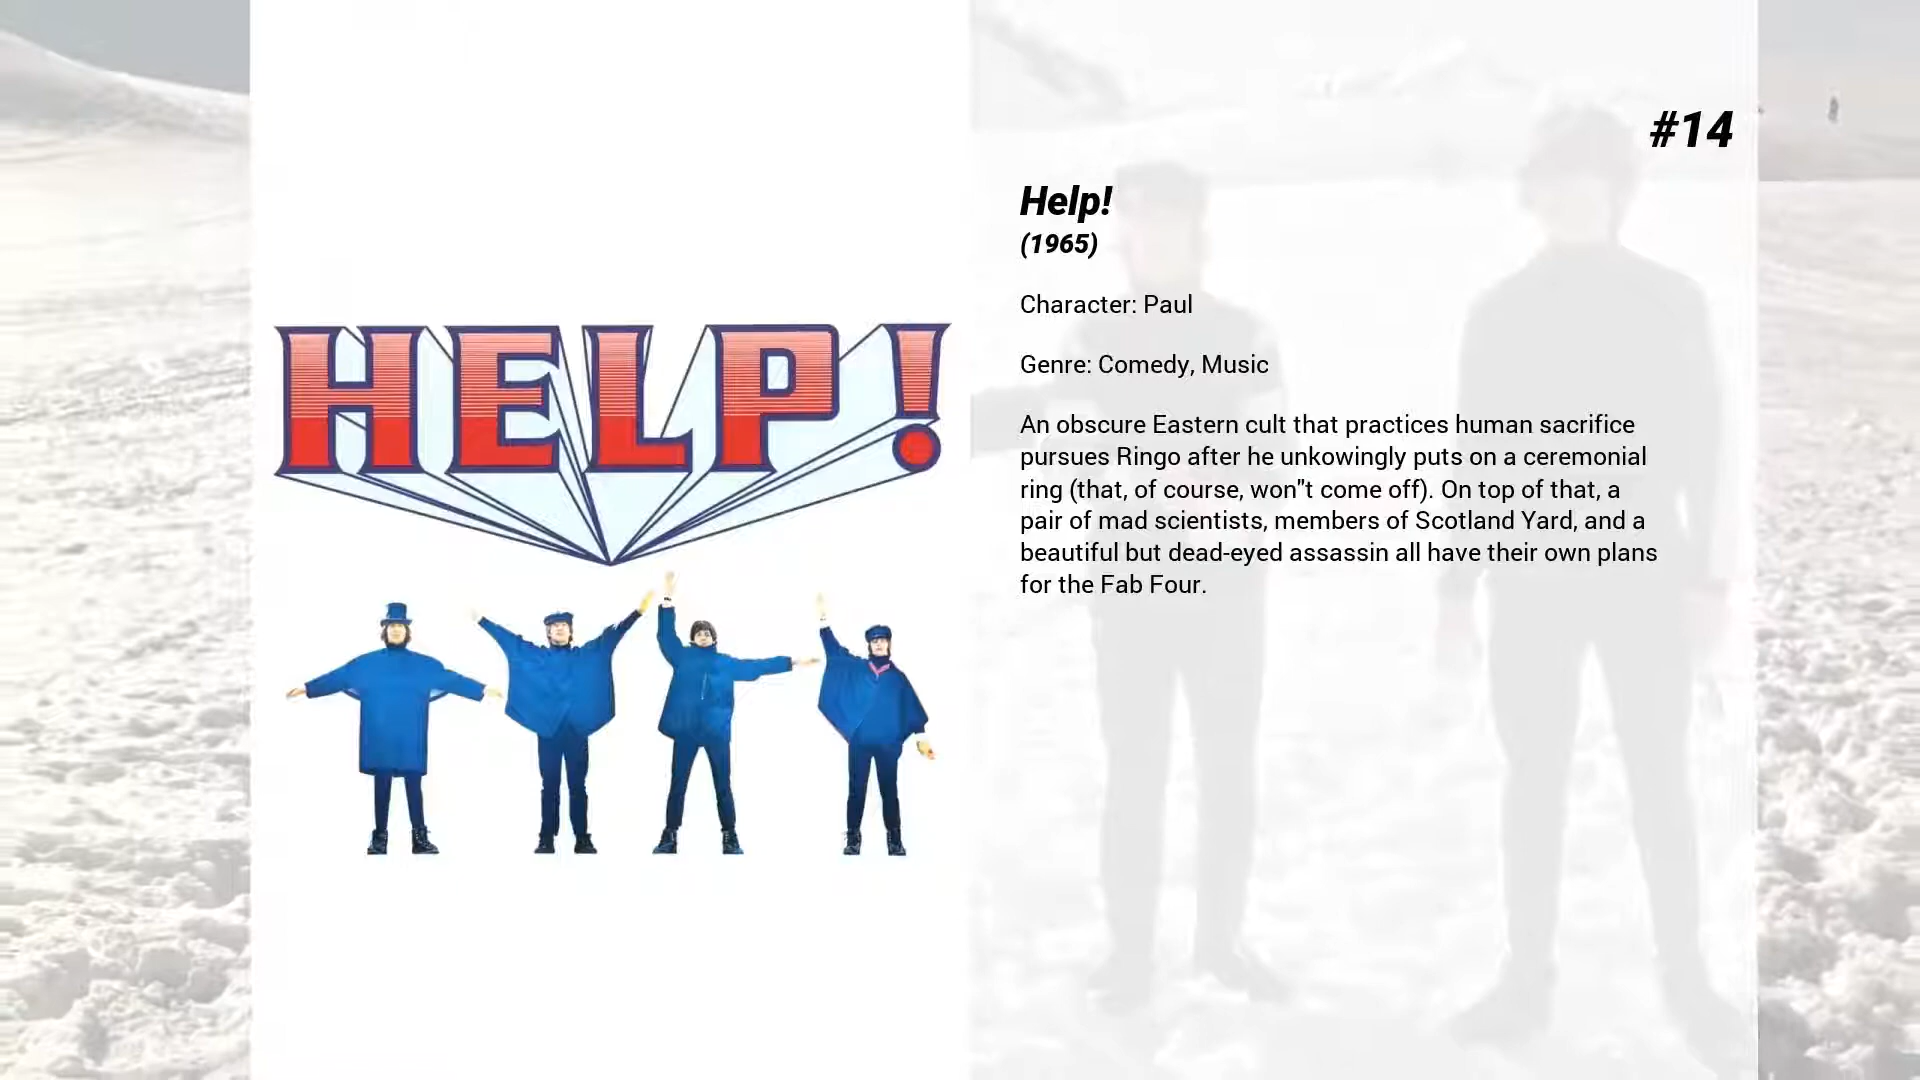 HELP!
#14
Help!
(1965)
Character: Paul
Genre: Comedy, Music
An obscure Eastern cult that practices human sacrifice
pursues Ringo after he unkowingly puts on a ceremonial
ring (that, of course, won"t come off). On top of that, a
pair of mad scientists, members of Scotland Yard, and a
beautiful but dead-eyed assassin all have their own plans
for the Fab Four.